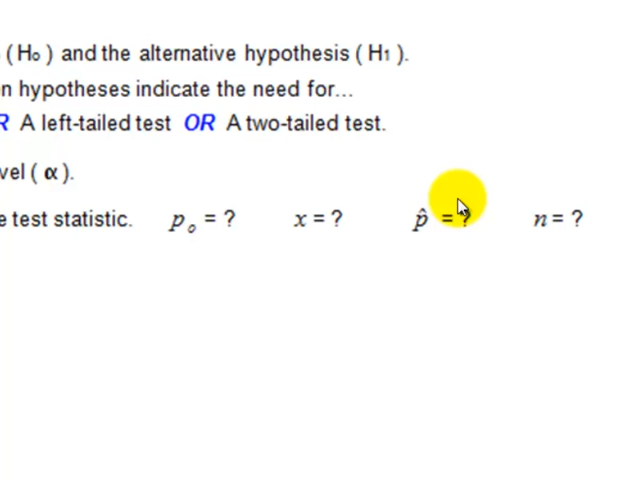 ( Ho ) and the alternative hypothesis ( H1 ).
n hypotheses indicate the need for...
R A left-tailed test OR A two-tailed test.
vel ( α ).
e test statistic. pₒ = ? x = ? p̂ = ? n = ?